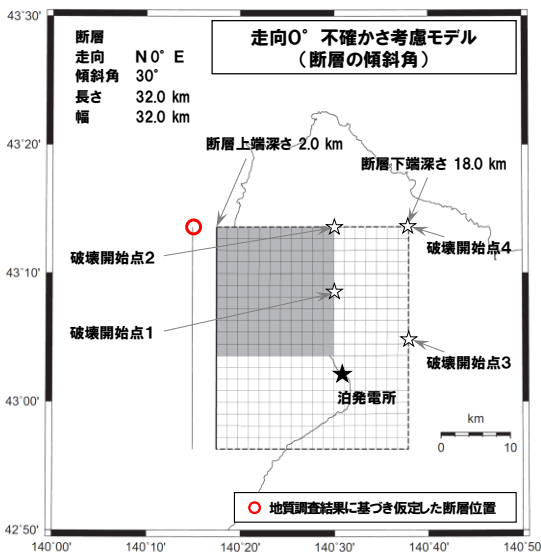 走向0° 不確かさ考慮モデル
（断層の傾斜角）
断層
走向 N 0° E
傾斜角 30°
長さ 32.0 km
幅 32.0 km
断層上端深さ 2.0 km
断層下端深さ 18.0 km
破壊開始点2
破壊開始点4
破壊開始点1
破壊開始点3
泊発電所
km
0 10
地質調査結果に基づき仮定した断層位置
43°30'
43°20'
43°10'
43°00'
42°50'
140°00' 140°10' 140°20' 140°30' 140°40' 140°50'